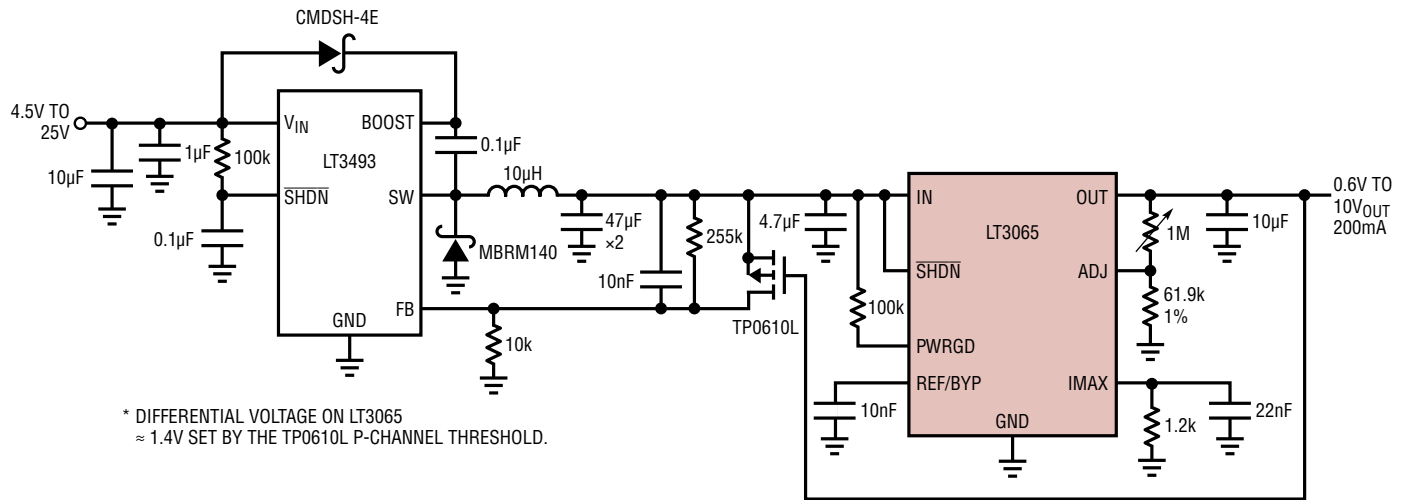 CMDSH-4E
4.5V TO
25V
10µF
1µF
100k
0.1µF
VIN
BOOST
LT3493
SHDN
SW
FB
GND
0.1µF
10µH
MBRM140
47µF
×2
10nF
255k
10k
TP0610L
4.7µF
100k
IN
OUT
LT3065
SHDN
ADJ
PWRGD
REF/BYP
IMAX
GND
10nF
1M
10µF
61.9k
1%
1.2k
22nF
0.6V TO
10VOUT
200mA
* DIFFERENTIAL VOLTAGE ON LT3065
≈ 1.4V SET BY THE TP0610L P-CHANNEL THRESHOLD.